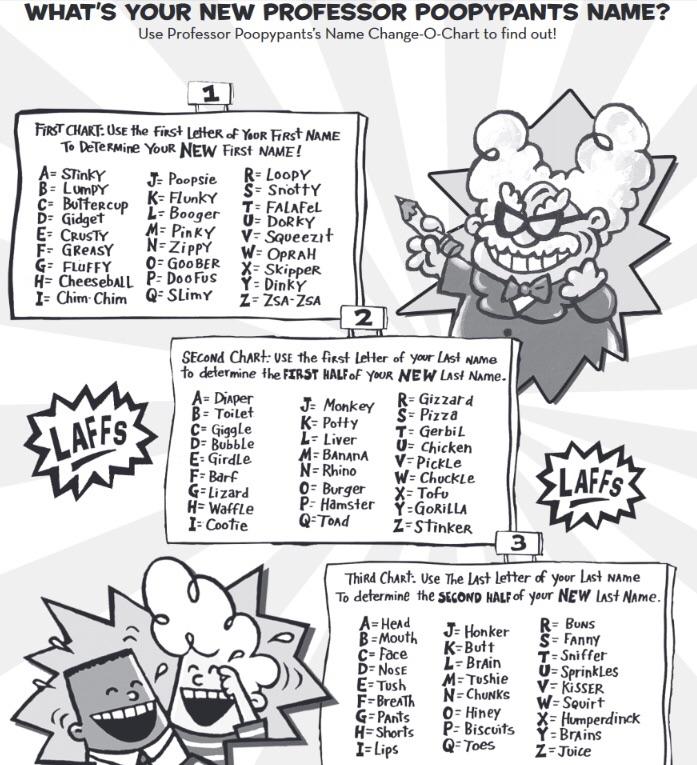 WHAT'S YOUR NEW PROFESSOR POOPYPANTS NAME?
Use Professor Poopypants's Name Change-O-Chart to find out!
1
FIRST CHART: USE the first Letter of YOUR FIRST NAME
To DeTerMine YOUR NEW First NAME!
A= StinKY
B= LuMPY
C= Buttercup
D= Gidget
E= CRUSTY
F= GREASY
G= FLUFFY
H= CheeseBALL
I= Chim-Chim
J= Poopsie
K= FLunKy
L= Booger
M= PinKy
N= Zippy
O= GOOBER
P= DOOFUS
Q= SLimy
R= Loopy
S= SnottY
T= FALAFeL
U= DORKY
V= Squeezit
W= OPRAH
X= Skipper
Y= Dinky
Z= ZSA-ZSA
2
SECOND CHART: USE the first Letter of your LAST NAME
to determine the FIRST HALF of YOUR NEW LAST NAME.
A= Diaper
B= Toilet
C= Giggle
D= Bubble
E= Girdle
F= Barf
G= Lizard
H= Waffle
I= Cootie
J= Monkey
K= Potty
L= Liver
M= BANANA
N= Rhino
O= Burger
P= Hamster
Q= TOAD
R= Gizzard
S= Pizza
T= GerbiL
U= Chicken
V= PickLe
W= ChuckLe
X= Tofu
Y= GoRiLLA
Z= Stinker
LAFFS
LAFFS
3
THIRD CHART: Use The LAST Letter of your LAST NAME
To determine the SECOND HALF of your NEW LAST NAME.
A= HeAD
B= Mouth
C= FAce
D= NOSE
E= Tush
F= BreATH
G= PAnts
H= Shorts
I= Lips
J= Honker
K= Butt
L= BrAin
M= Tushie
N= Chunks
O= Hiney
P= Biscuits
Q= Toes
R= BUNS
S= FANNY
T= Sniffer
U= SprinkLes
V= KisseR
W= Squirt
X= Humperdinck
Y= BrAins
Z= Juice